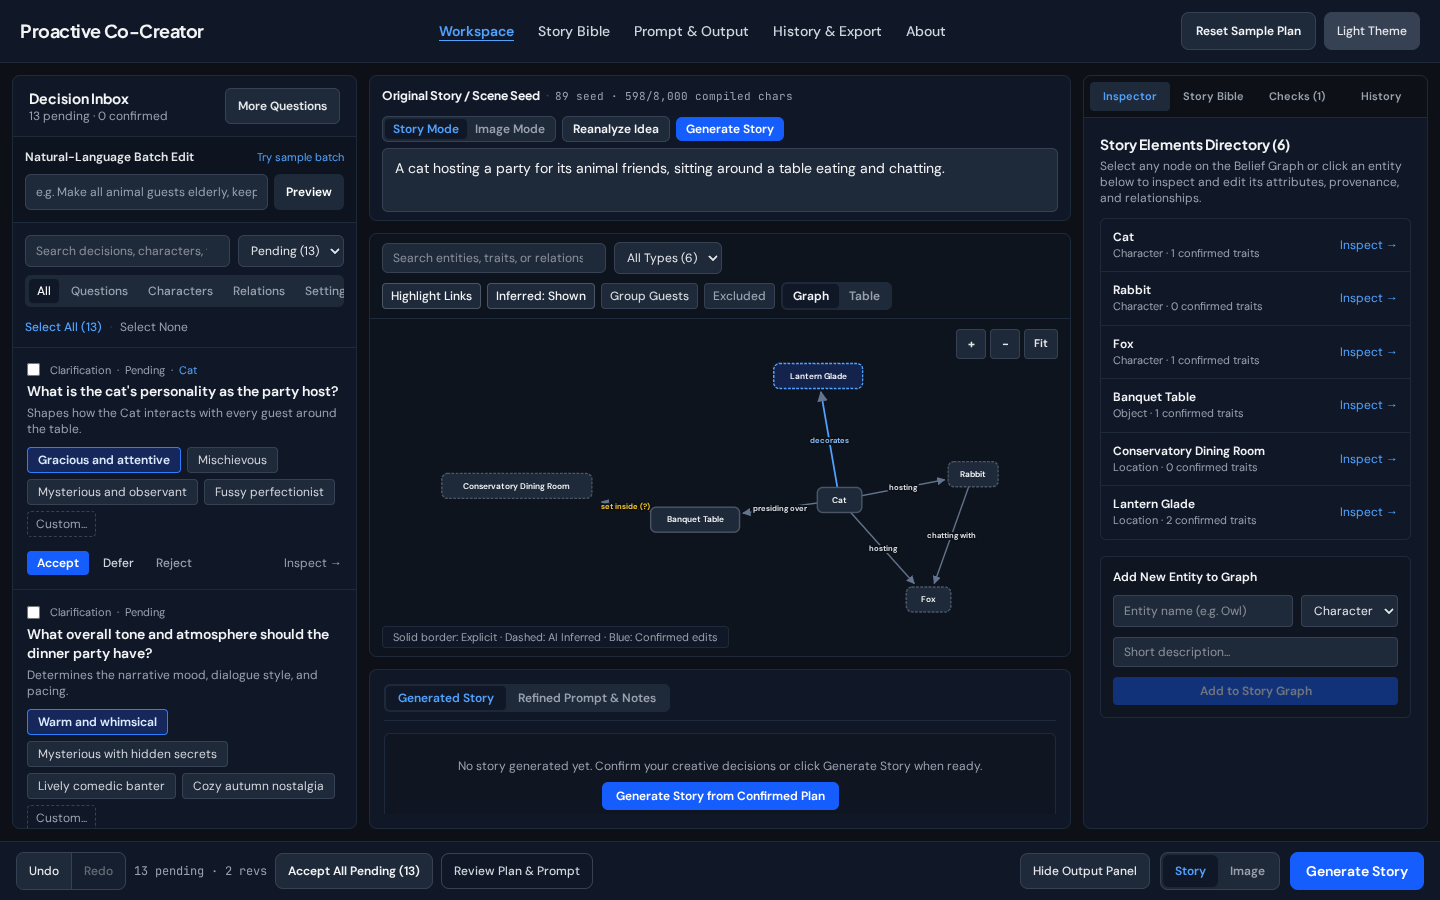 Proactive Co-Creator
Workspace
Story Bible
Prompt & Output
History & Export
About
Reset Sample Plan
Light Theme
Decision Inbox
13 pending · 0 confirmed
More Questions
Natural-Language Batch Edit
Try sample batch
e.g. Make all animal guests elderly, keep
Preview
Search decisions, characters,
Pending (13)
All
Questions
Characters
Relations
Setting
Select All (13) · Select None
Clarification · Pending · Cat
What is the cat's personality as the party host?
Shapes how the Cat interacts with every guest around
the table.
Gracious and attentive
Mischievous
Mysterious and observant
Fussy perfectionist
Custom...
Accept
Defer
Reject
Inspect →
Clarification · Pending
What overall tone and atmosphere should the
dinner party have?
Determines the narrative mood, dialogue style, and
pacing.
Warm and whimsical
Mysterious with hidden secrets
Lively comedic banter
Cozy autumn nostalgia
Custom...
Original Story / Scene Seed · 89 seed · 598/8,000 compiled chars
Story Mode
Image Mode
Reanalyze Idea
Generate Story
A cat hosting a party for its animal friends, sitting around a table eating and chatting.
Search entities, traits, or relations
All Types (6)
Highlight Links
Inferred: Shown
Group Guests
Excluded
Graph
Table
+
-
Fit
Lantern Glade
decorates
Conservatory Dining Room
set inside (?)
Banquet Table
presiding over
Cat
hosting
Rabbit
chatting with
hosting
Fox
Solid border: Explicit · Dashed: AI Inferred · Blue: Confirmed edits
Generated Story
Refined Prompt & Notes
No story generated yet. Confirm your creative decisions or click Generate Story when ready.
Generate Story from Confirmed Plan
Inspector
Story Bible
Checks (1)
History
Story Elements Directory (6)
Select any node on the Belief Graph or click an entity
below to inspect and edit its attributes, provenance,
and relationships.
Cat
Character · 1 confirmed traits
Inspect →
Rabbit
Character · 0 confirmed traits
Inspect →
Fox
Character · 1 confirmed traits
Inspect →
Banquet Table
Object · 1 confirmed traits
Inspect →
Conservatory Dining Room
Location · 0 confirmed traits
Inspect →
Lantern Glade
Location · 2 confirmed traits
Inspect →
Add New Entity to Graph
Entity name (e.g. Owl)
Character
Short description...
Add to Story Graph
Undo
Redo
13 pending · 2 revs
Accept All Pending (13)
Review Plan & Prompt
Hide Output Panel
Story
Image
Generate Story